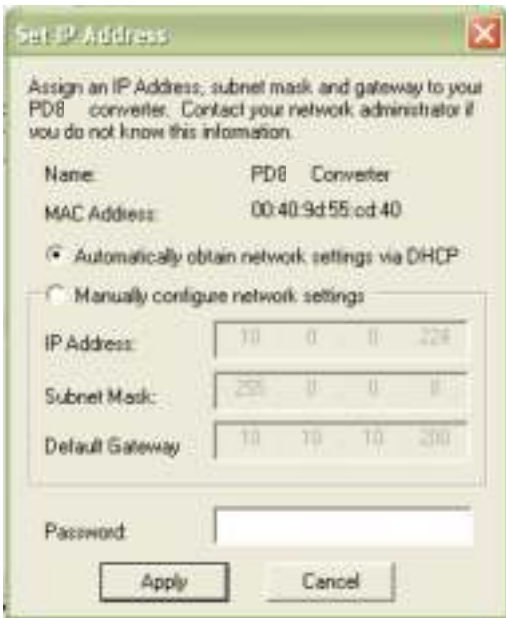 Set IP Address
Assign an IP Address, subnet mask and gateway to your
PD8 converter. Contact your network administrator if
you do not know this information.
Name: PD8 Converter
MAC Address: 00:40:9d:55:cd:40
Automatically obtain network settings via DHCP
Manually configure network settings
IP Address: 10 . 0 . 0 . 224
Subnet Mask: 255 . 0 . 0 . 0
Default Gateway 10 . 10 . 10 . 200
Password:
Apply Cancel